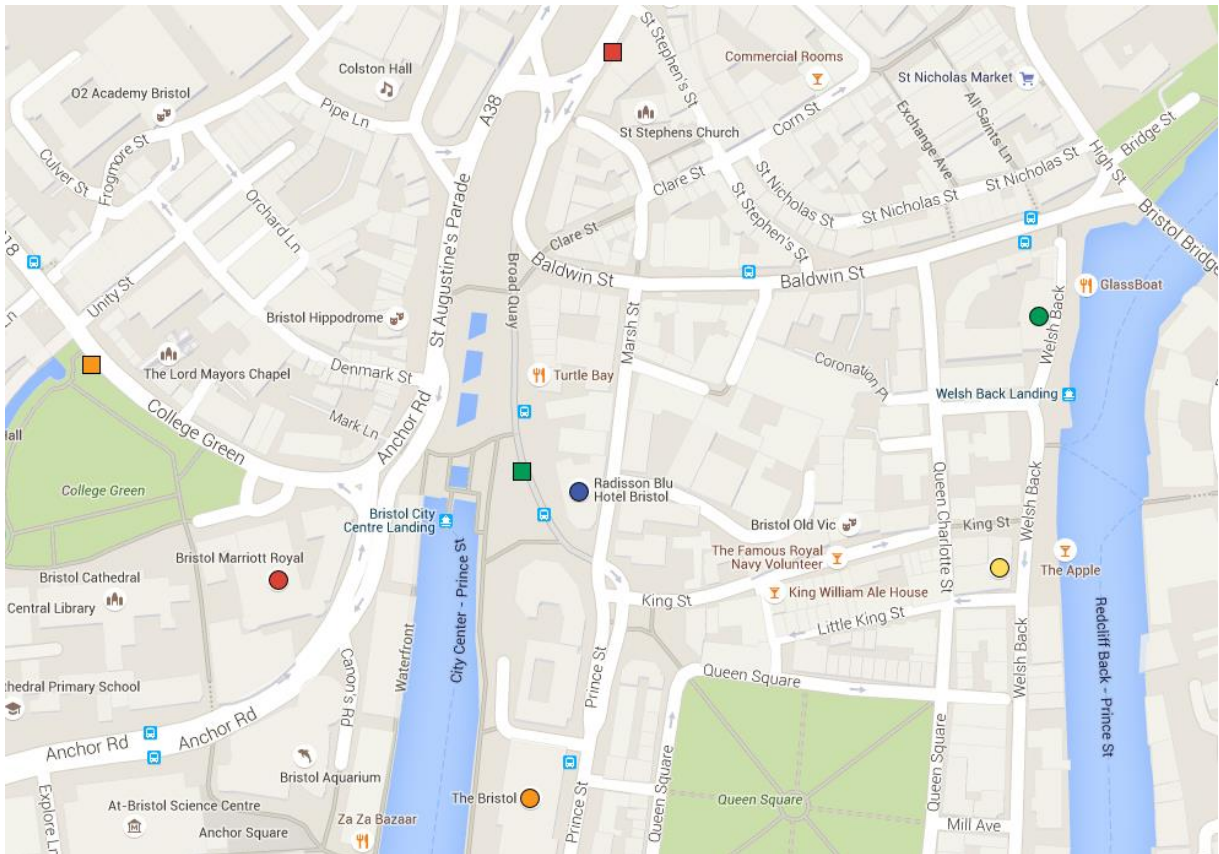 St Stephen's St
Commercial Rooms
Colston Hall
St Nicholas Market
O2 Academy Bristol
A38
Pipe Ln
Corn St
Exchange Ave
All Saints Ln
Bridge St
St Stephens Church
High St
Frogmore St
Culver St
Clare St
St Nicholas St
St Nicholas St
St Nicholas St
Orchard Ln
St Stephen's St
Bristol Bridge
Clare St
St Augustine's Parade
Broad Quay
Baldwin St
Baldwin St
Unity St
Ln
GlassBoat
Bristol Hippodrome
Marsh St
Welsh Back
The Lord Mayors Chapel
Denmark St
Turtle Bay
Coronation Pl
Welsh Back Landing
College Green
Mark Ln
Anchor Rd
College Green
Radisson Blu
Hotel Bristol
Queen Charlotte St
Welsh Back
Bristol City
Centre Landing
Bristol Old Vic
King St
Bristol Marriott Royal
The Famous Royal
Navy Volunteer
The Apple
Bristol Cathedral
Central Library
King St
King William Ale House
Little King St
City Center - Prince St
Waterfront
Redcliff Back - Prince St
Welsh Back
Canon's Rd
Prince St
Queen Square
thedral Primary School
Anchor Rd
Anchor Rd
Bristol Aquarium
Queen Square
Queen Square
Explore Ln
At-Bristol Science Centre
The Bristol
Prince St
Queen Square
Anchor Square
Za Za Bazaar
Mill Ave